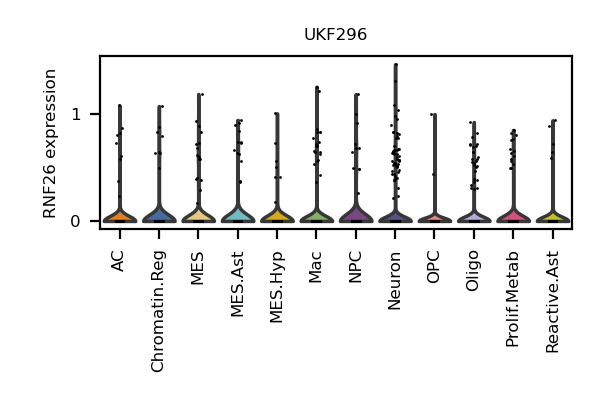 UKF296
RNF26 expression
1
0
AC
Chromatin.Reg
MES
MES.Ast
MES.Hyp
Mac
NPC
Neuron
OPC
Oligo
Prolif.Metab
Reactive.Ast